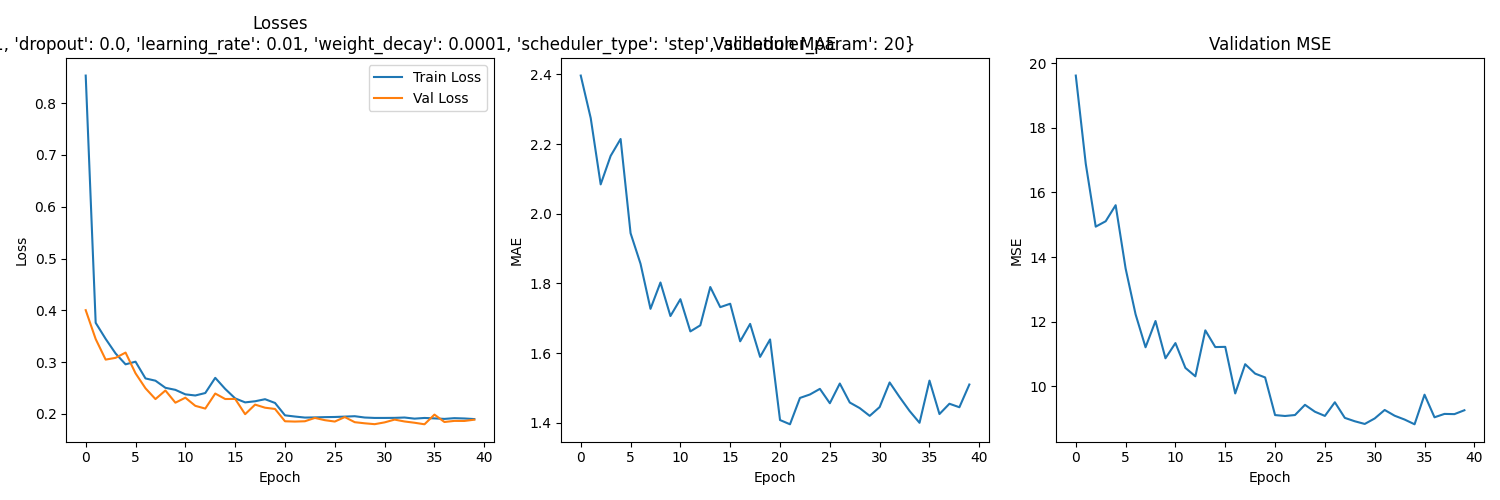 Losses
, 'dropout': 0.0, 'learning_rate': 0.01, 'weight_decay': 0.0001, 'scheduler_type': 'step', 'scheduler_param': 20}
Train Loss
Val Loss
0.8
0.7
0.6
0.5
0.4
0.3
0.2
Loss
0 5 10 15 20 25 30 35 40
Epoch
Validation MAE
2.4
2.2
2.0
1.8
1.6
1.4
MAE
0 5 10 15 20 25 30 35 40
Epoch
Validation MSE
20
18
16
14
12
10
MSE
0 5 10 15 20 25 30 35 40
Epoch